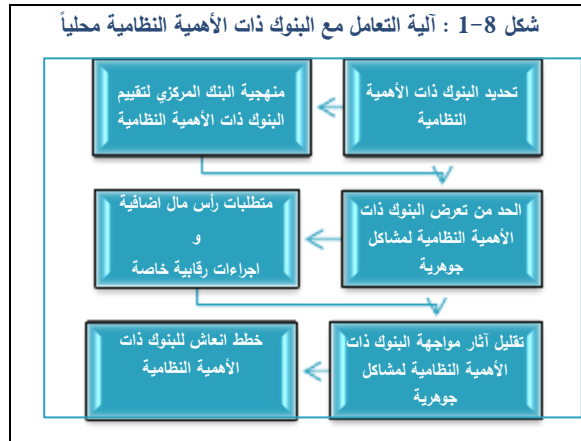 شكل 8-1 : آلية التعامل مع البنوك ذات الأهمية النظامية محلياً
تحديد البنوك ذات الأهمية
النظامية
منهجية البنك المركزي لتقييم
البنوك ذات الأهمية النظامية
الحد من تعرض البنوك ذات
الأهمية النظامية لمشاكل
جوهرية
متطلبات رأس مال اضافية
و
اجراءات رقابية خاصة
تقليل آثار مواجهة البنوك ذات
الأهمية النظامية لمشاكل
جوهرية
خطط انعاش للبنوك ذات
الأهمية النظامية